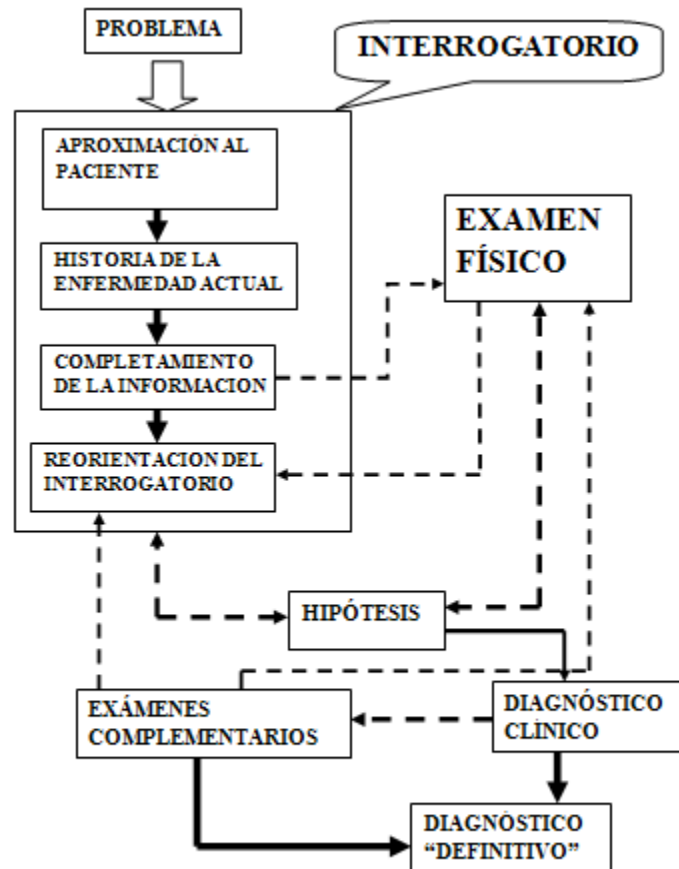 PROBLEMA
INTERROGATORIO
APROXIMACIÓN AL
PACIENTE
HISTORIA DE LA
ENFERMEDAD ACTUAL
COMPLETAMIENTO
DE LA INFORMACION
REORIENTACION DEL
INTERROGATORIO
EXAMEN
FÍSICO
HIPÓTESIS
EXÁMENES
COMPLEMENTARIOS
DIAGNÓSTICO
CLÍNICO
DIAGNÓSTICO
“DEFINITIVO”